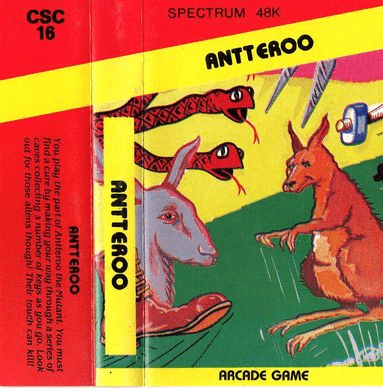 CSC
16
ANTTEROO
You play the part of Antteroo the Mutant. You must
find a cure by making your way through a series of
caves collecting a number of keys as you go. Look
out for those aliens though! Their touch can kill!
ANTTEROO
SPECTRUM 48K
ANTTEROO
ARCADE GAME